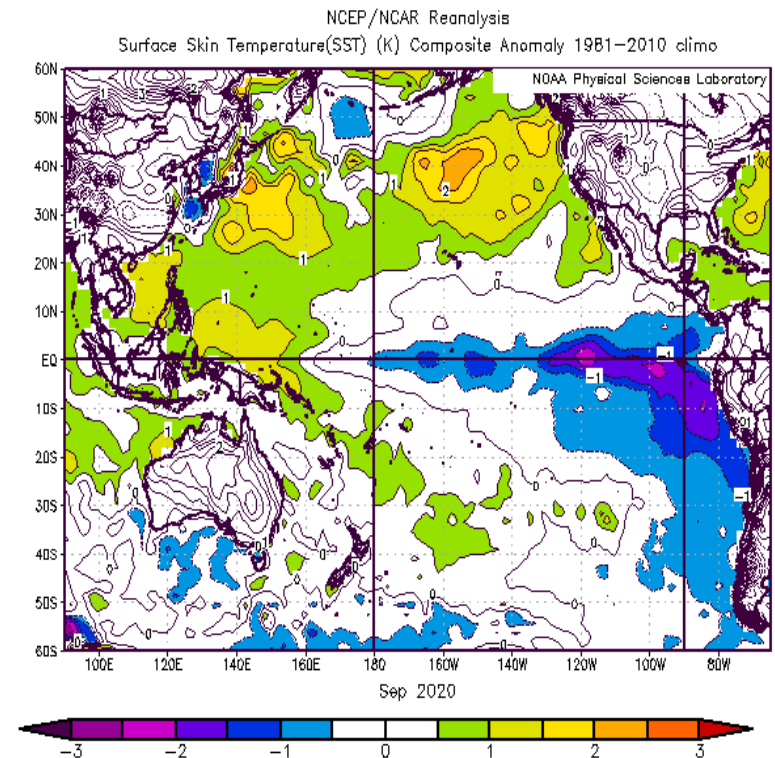 NCEP/NCAR Reanalysis
Surface Skin Temperature(SST) (K) Composite Anomaly 1981-2010 climo
NOAA Physical Sciences Laboratory
60N
50N
40N
30N
20N
10N
EQ
10S
20S
30S
40S
50S
60S
100E 120E 140E 160E 180 160W 140W 120W 100W 80W
Sep 2020
-3 -2 -1 0 1 2 3